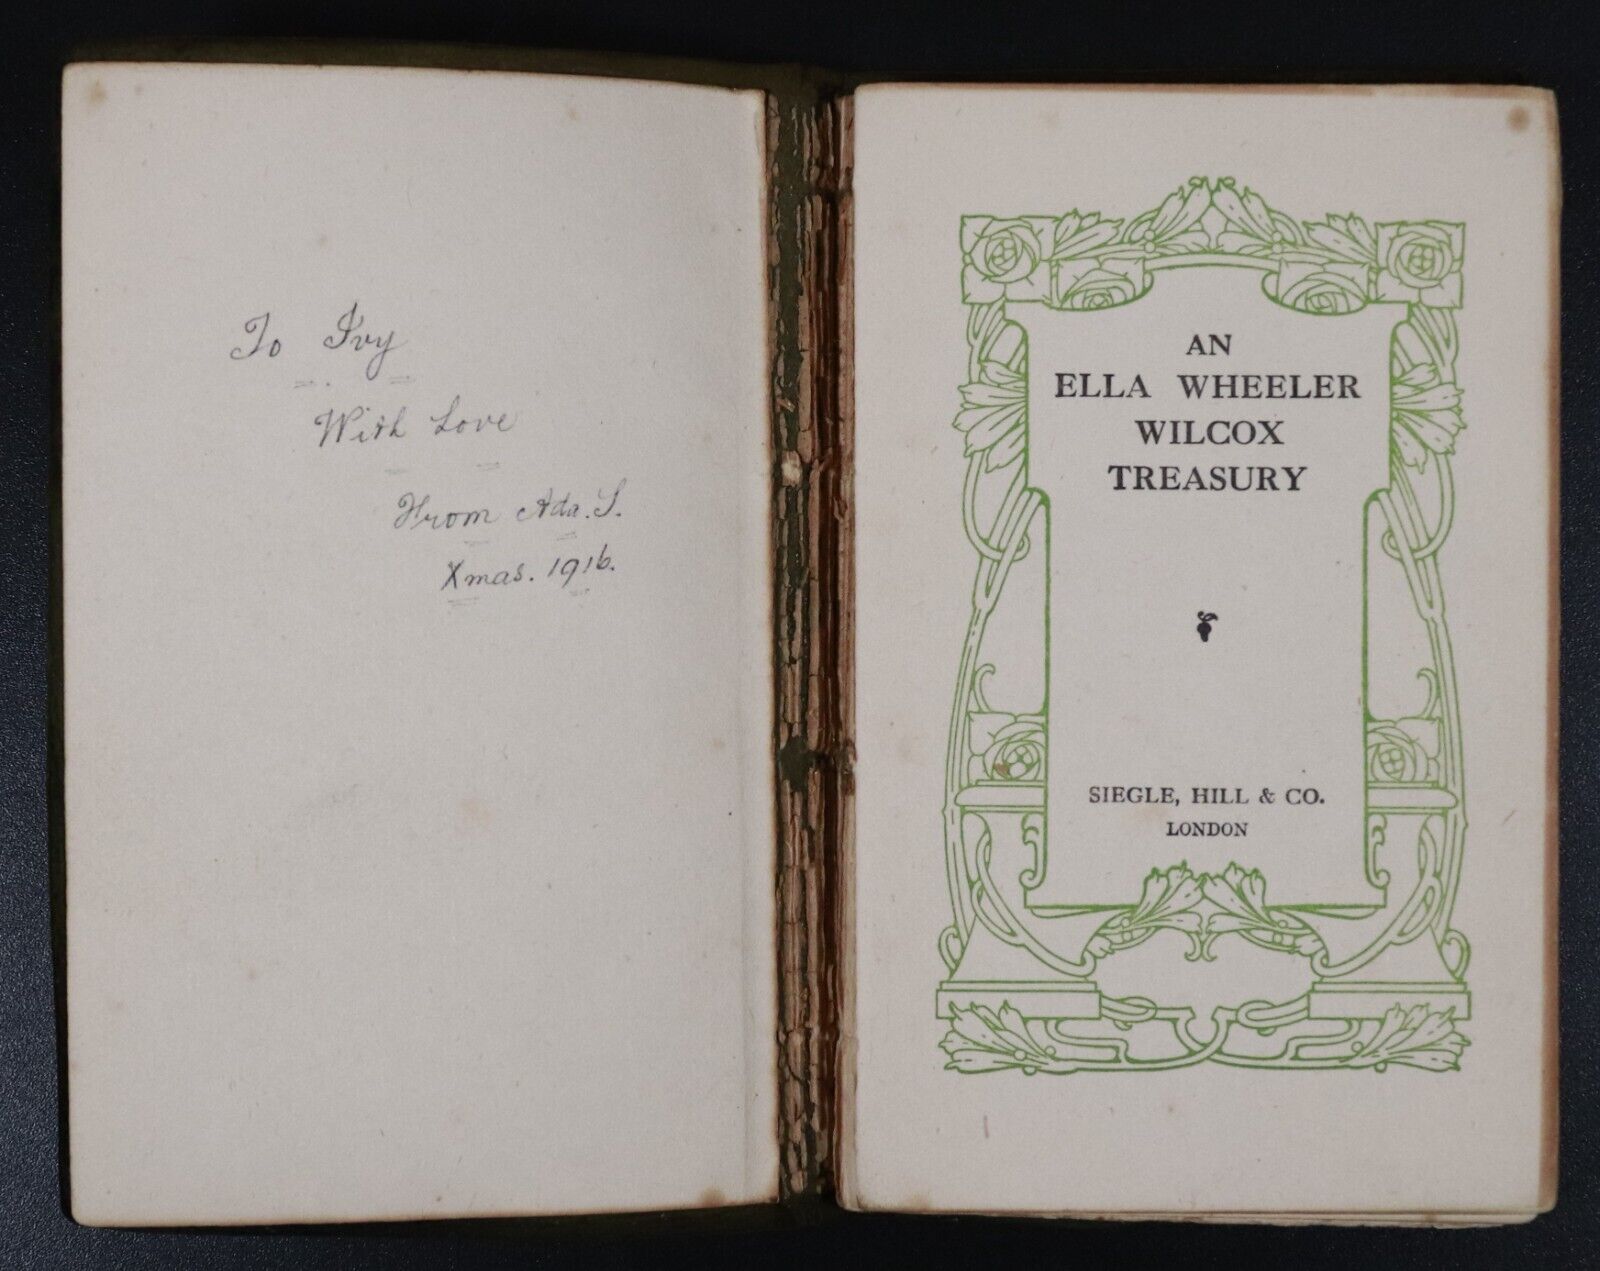 To Ivy
With Love
From Ada. S.
Xmas. 1916.
AN
ELLA WHEELER
WILCOX
TREASURY
SIEGLE, HILL & CO.
LONDON